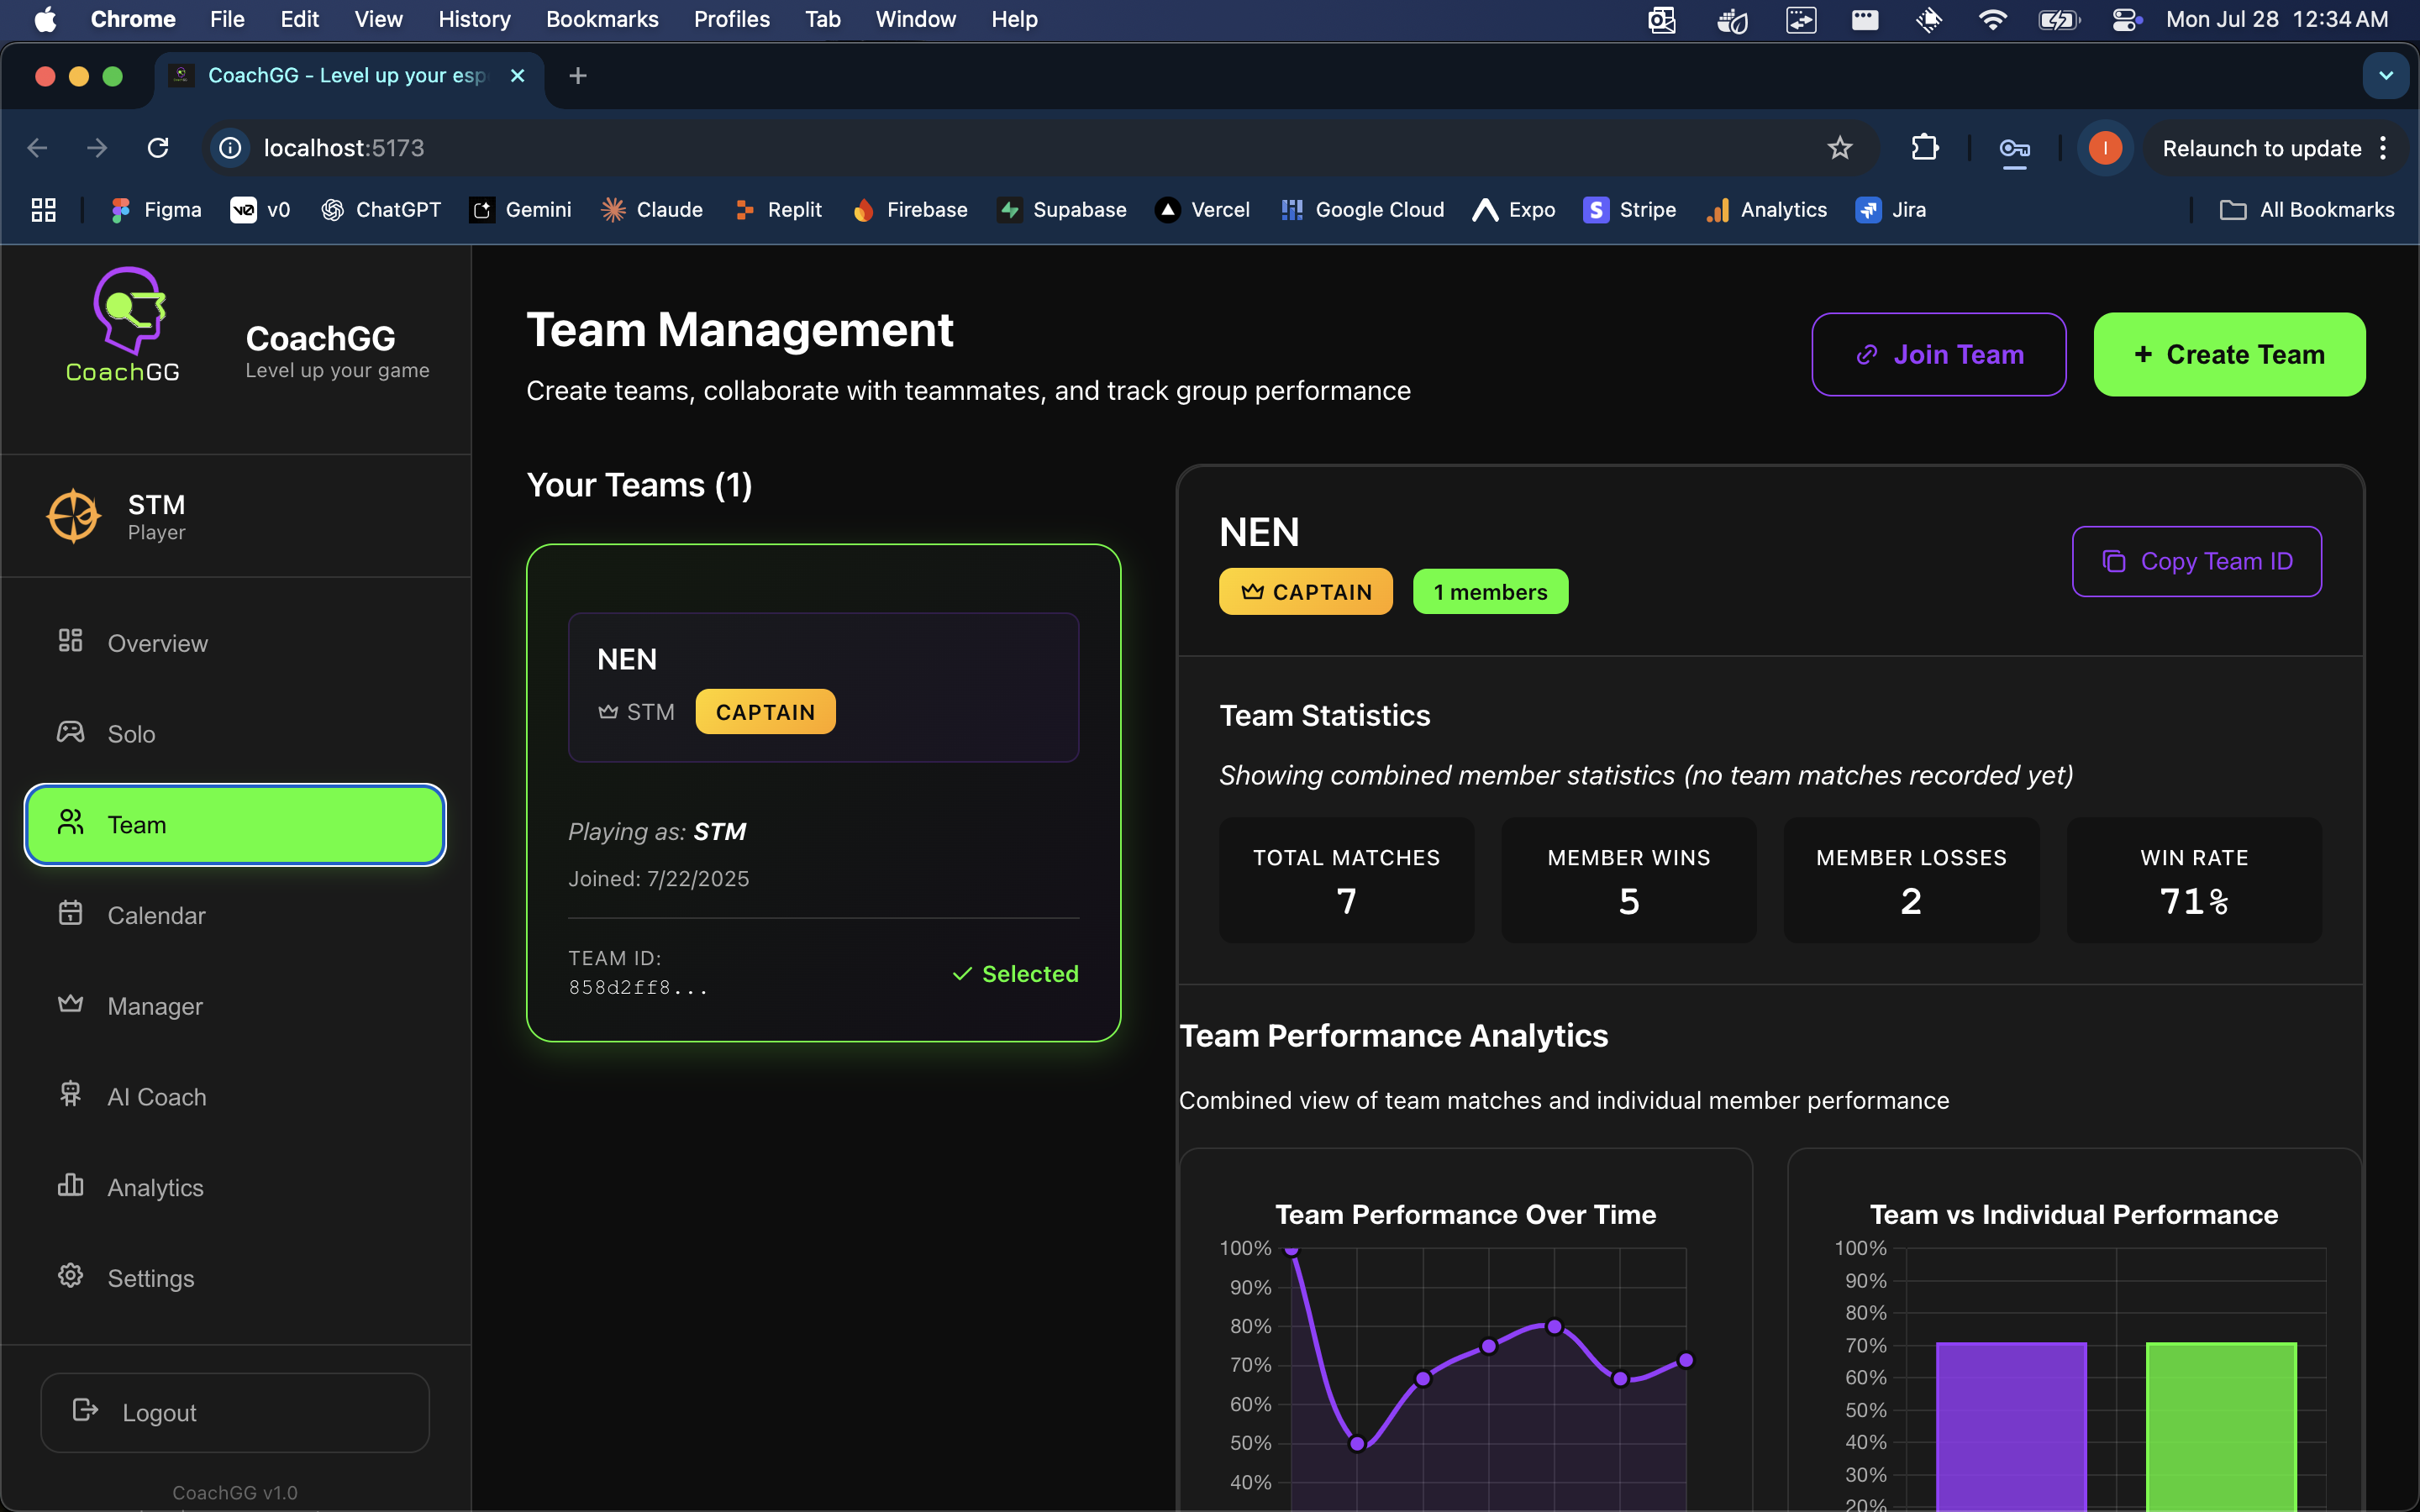 Chrome File Edit View History Bookmarks Profiles Tab Window Help Mon Jul 28 12:34 AM
CoachGG - Level up your esp
localhost:5173
Relaunch to update
Figma v0 ChatGPT Gemini Claude Replit Firebase Supabase Vercel Google Cloud Expo Stripe Analytics Jira All Bookmarks
CoachGG
CoachGG
Level up your game
STM
Player
Overview
Solo
Team
Calendar
Manager
AI Coach
Analytics
Settings
Logout
CoachGG v1.0
Team Management
Create teams, collaborate with teammates, and track group performance
Join Team
+ Create Team
Your Teams (1)
NEN
STM CAPTAIN
Playing as: STM
Joined: 7/22/2025
TEAM ID:
858d2ff8...
Selected
NEN
CAPTAIN 1 members
Copy Team ID
Team Statistics
Showing combined member statistics (no team matches recorded yet)
TOTAL MATCHES
7
MEMBER WINS
5
MEMBER LOSSES
2
WIN RATE
71%
Team Performance Analytics
Combined view of team matches and individual member performance
Team Performance Over Time
100%
90%
80%
70%
60%
50%
40%
Team vs Individual Performance
100%
90%
80%
70%
60%
50%
40%
30%
20%